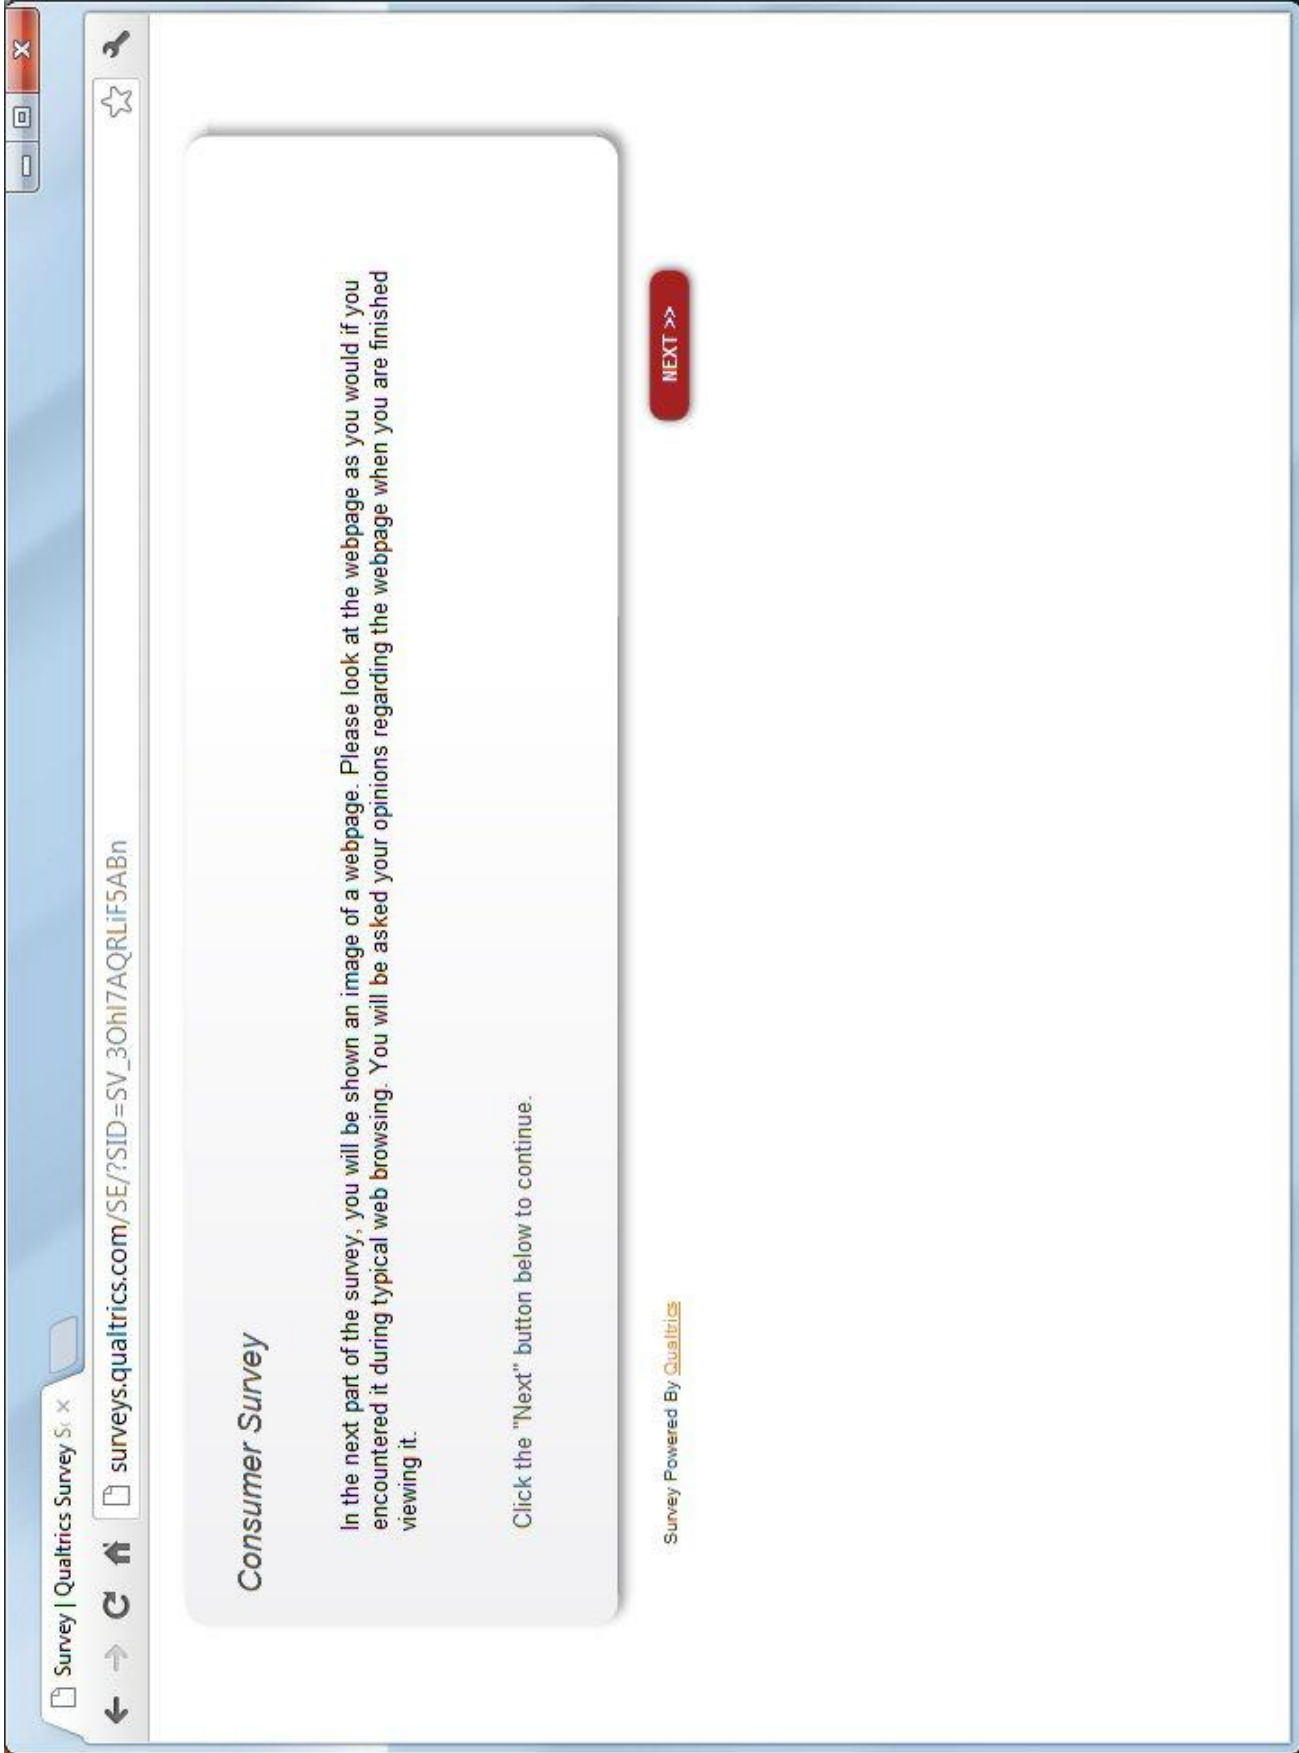 Survey | Qualtrics Survey S
surveys.qualtrics.com/SE/?SID=SV_3OhI7AQRLiF5ABn
Consumer Survey
In the next part of the survey, you will be shown an image of a webpage. Please look at the webpage as you would if you
encountered it during typical web browsing. You will be asked your opinions regarding the webpage when you are finished
viewing it.
Click the "Next" button below to continue.
NEXT >>
Survey Powered By Qualtrics